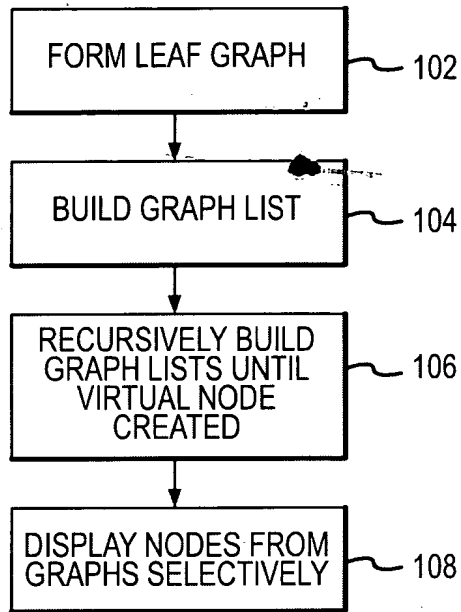 FORM LEAF GRAPH
102
BUILD GRAPH LIST
104
RECURSIVELY BUILD
GRAPH LISTS UNTIL
VIRTUAL NODE
CREATED
106
DISPLAY NODES FROM
GRAPHS SELECTIVELY
108